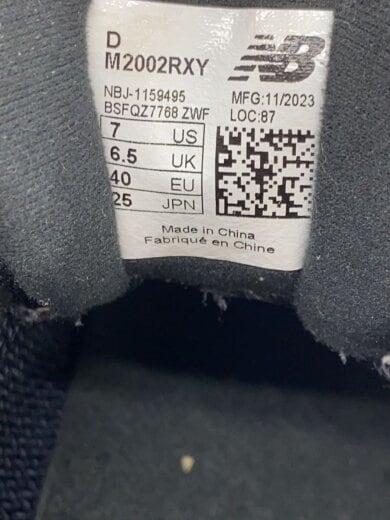 D
M2002RXY
NB
NBJ-1159495
MFG:11/2023
BSFQZ7768 ZWF
LOC:87
7 US
6.5 UK
40 EU
25 JPN
Made in China
Fabriqué en Chine